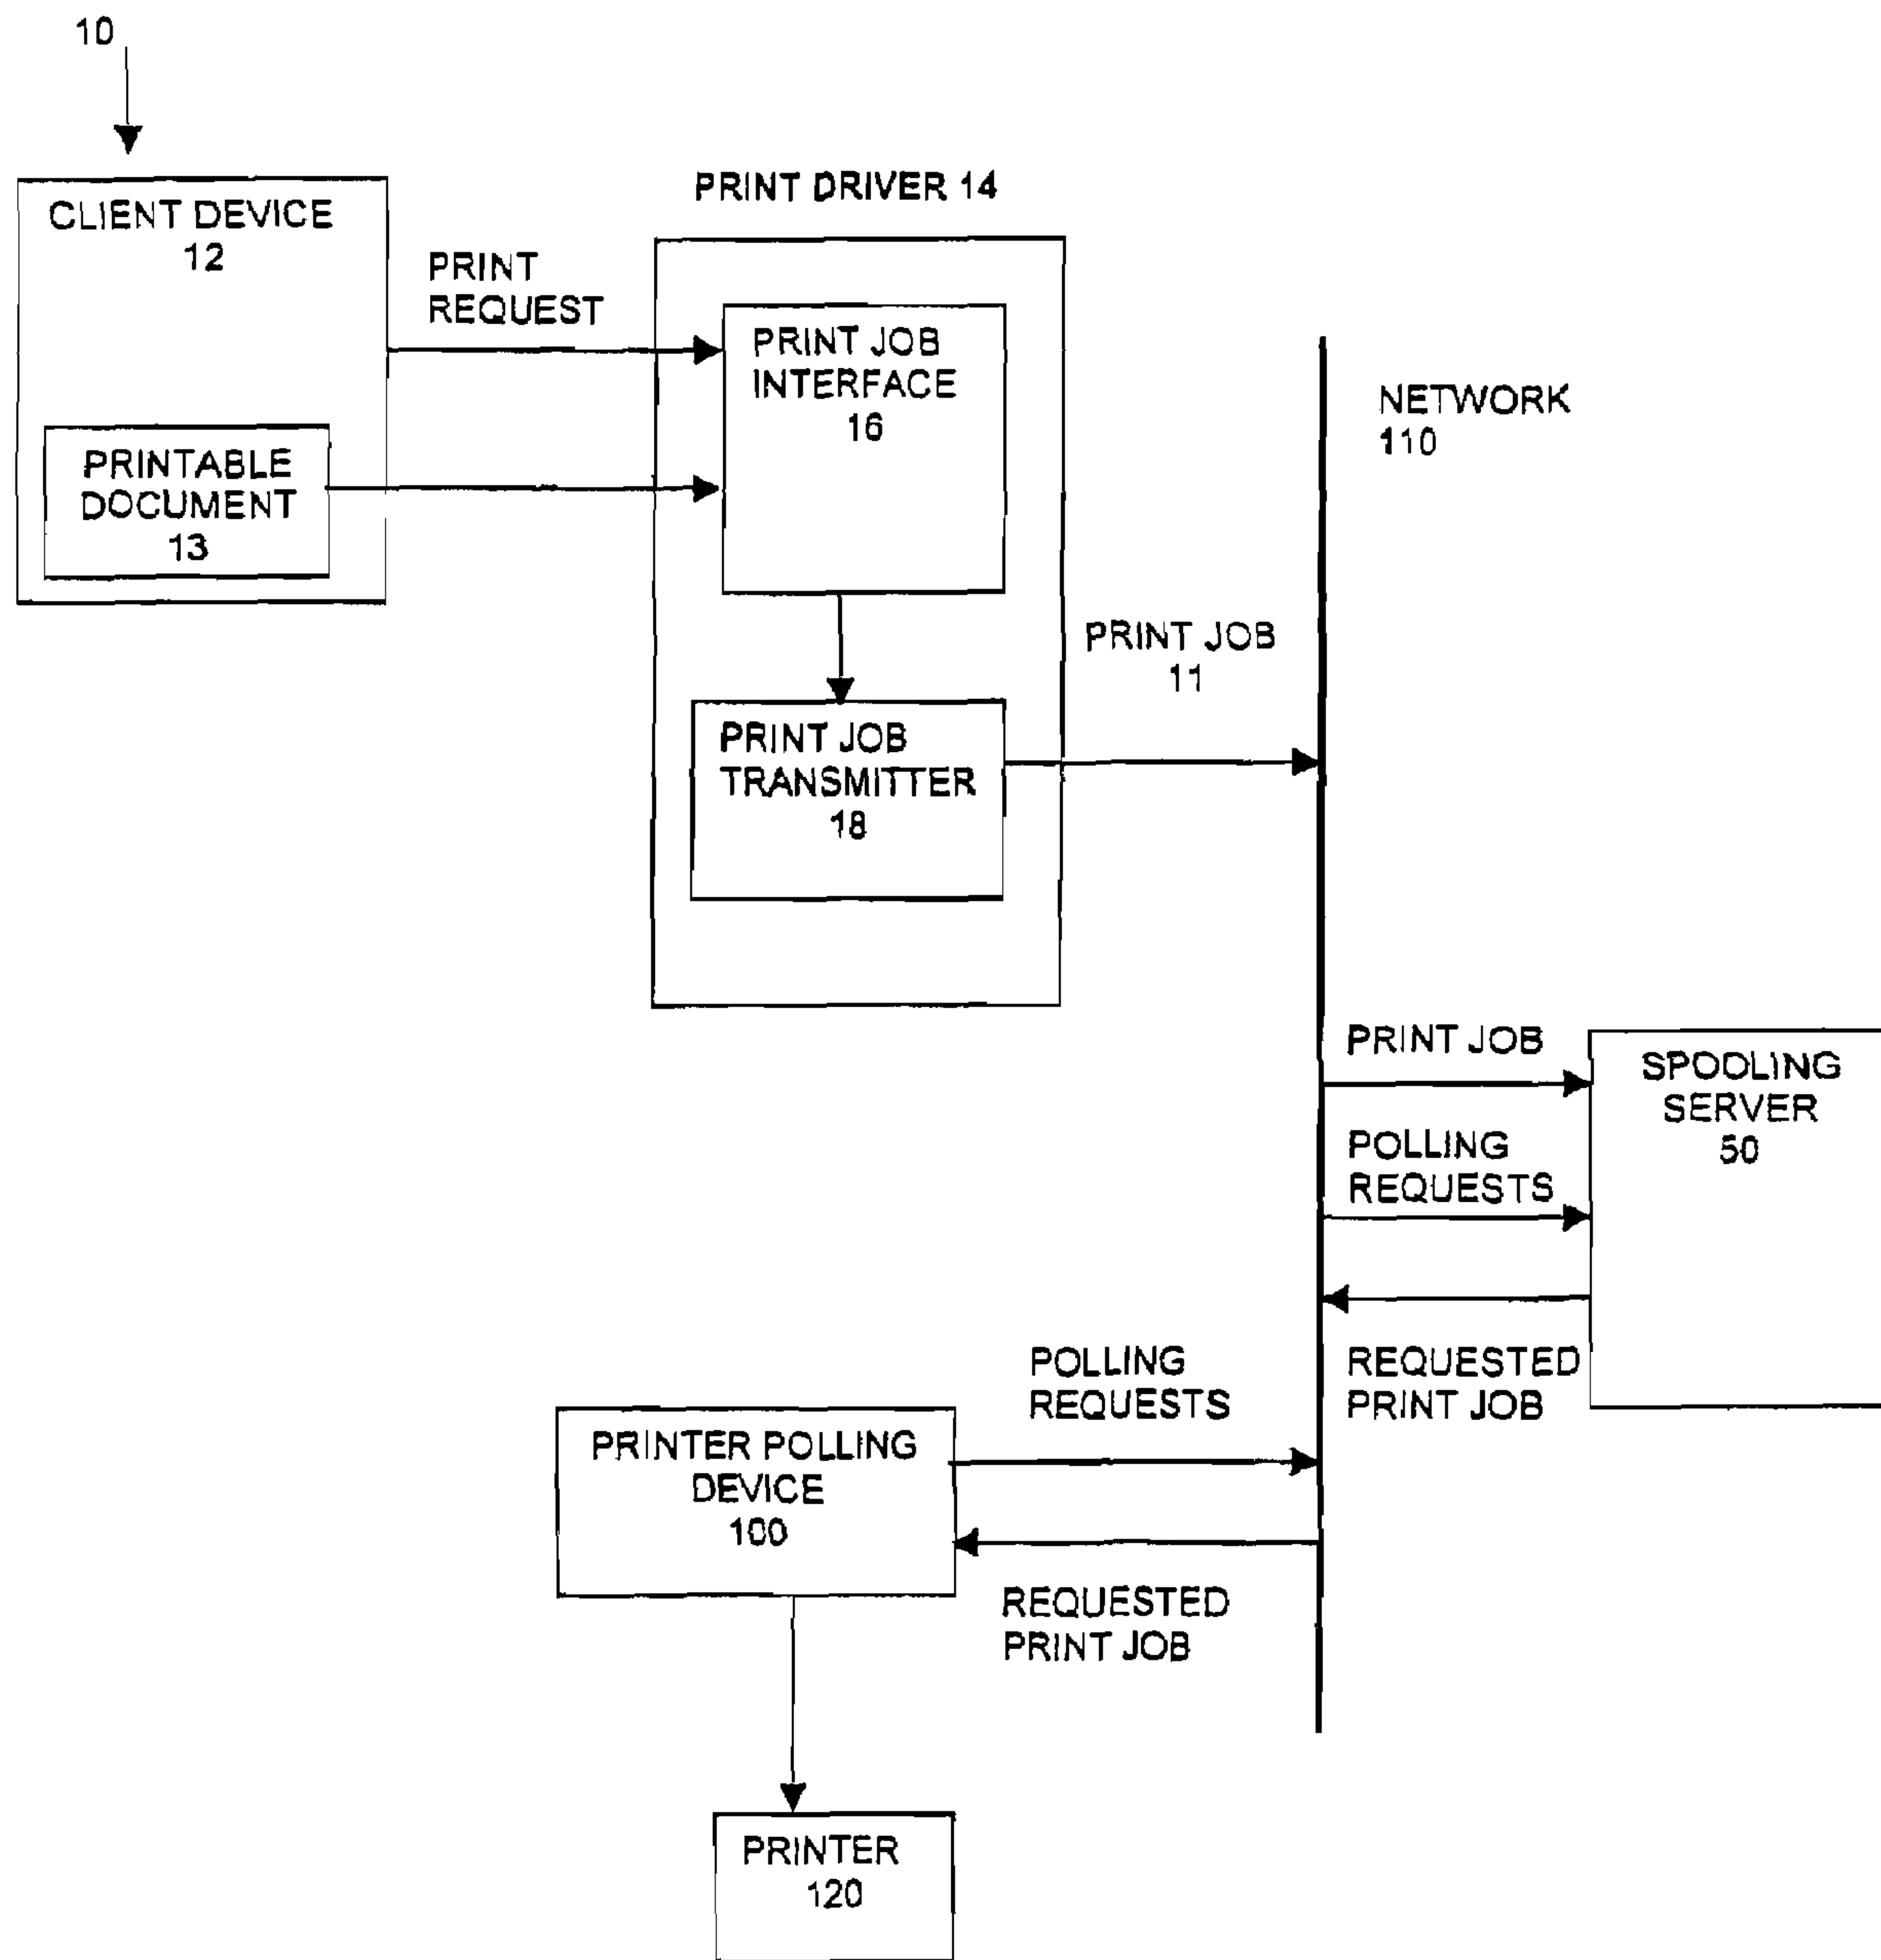 10
CLIENT DEVICE
12
PRINTABLE
DOCUMENT
13
PRINT
REQUEST
PRINT DRIVER 14
PRINT JOB
INTERFACE
16
PRINT JOB
TRANSMITTER
18
PRINT JOB
11
NETWORK
110
PRINT JOB
POLLING
REQUESTS
REQUESTED
PRINT JOB
SPOOLING
SERVER
50
POLLING
REQUESTS
PRINTER POLLING
DEVICE
100
REQUESTED
PRINT JOB
PRINTER
120